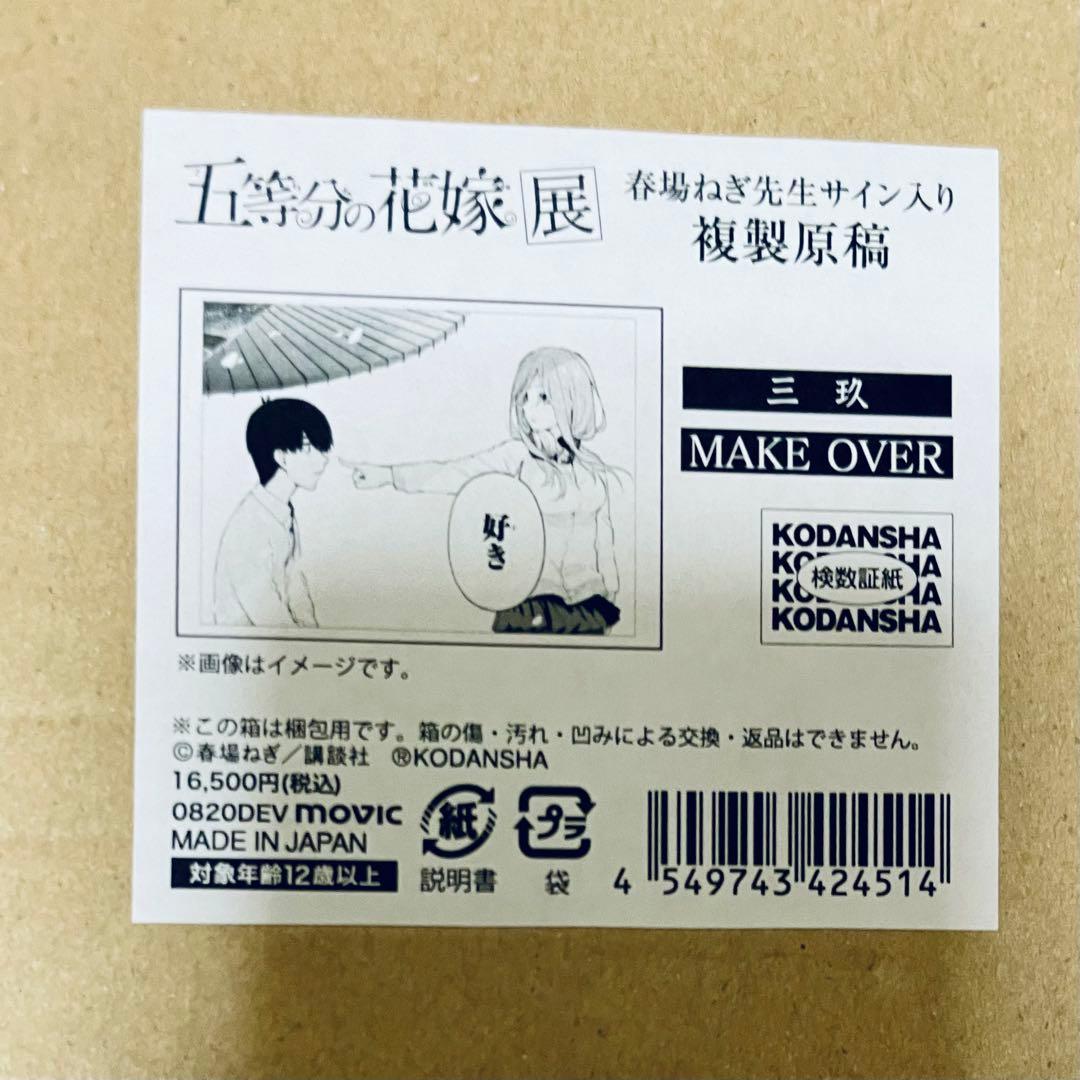 五等分の花嫁 展
春場ねぎ先生サイン入り
複製原稿
好き
三玖
MAKE OVER
KODANSHA
KODANSHA
検数証紙
KODANSHA
KODANSHA
※画像はイメージです。
※この箱は梱包用です。箱の傷・汚れ・凹みによる交換・返品はできません。
©春場ねぎ／講談社 ®KODANSHA
16,500円(税込)
0820DEV movic
MADE IN JAPAN
対象年齢12歳以上
紙
説明書
プラ
袋
4 549743 424514